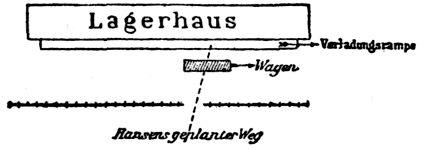 Lagerhaus
Verladungsrampe
Wagen
Hansens geplanter Weg